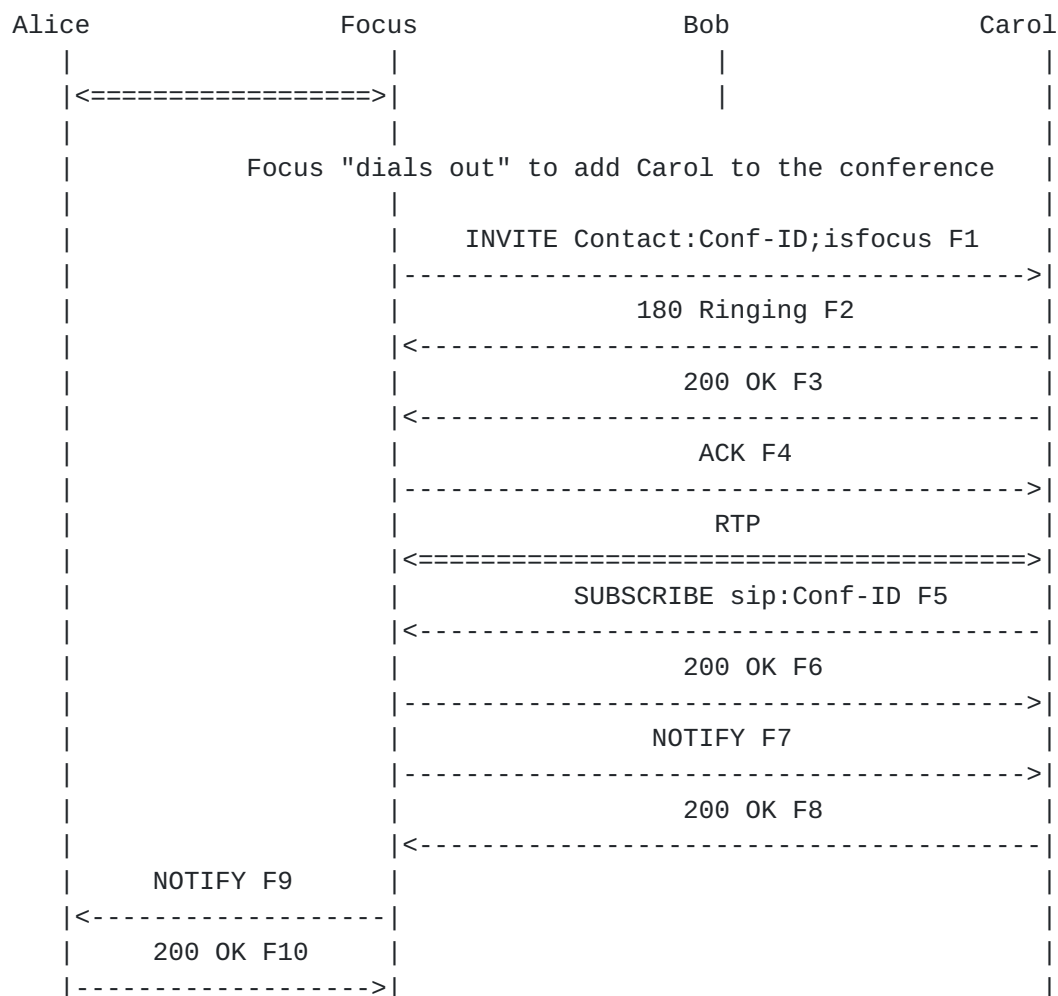 Alice Focus Bob Carol
Focus "dials out" to add Carol to the conference
INVITE Contact:Conf-ID;isfocus F1
180 Ringing F2
200 OK F3
ACK F4
RTP
SUBSCRIBE sip:Conf-ID F5
200 OK F6
NOTIFY F7
200 OK F8
NOTIFY F9
200 OK F10